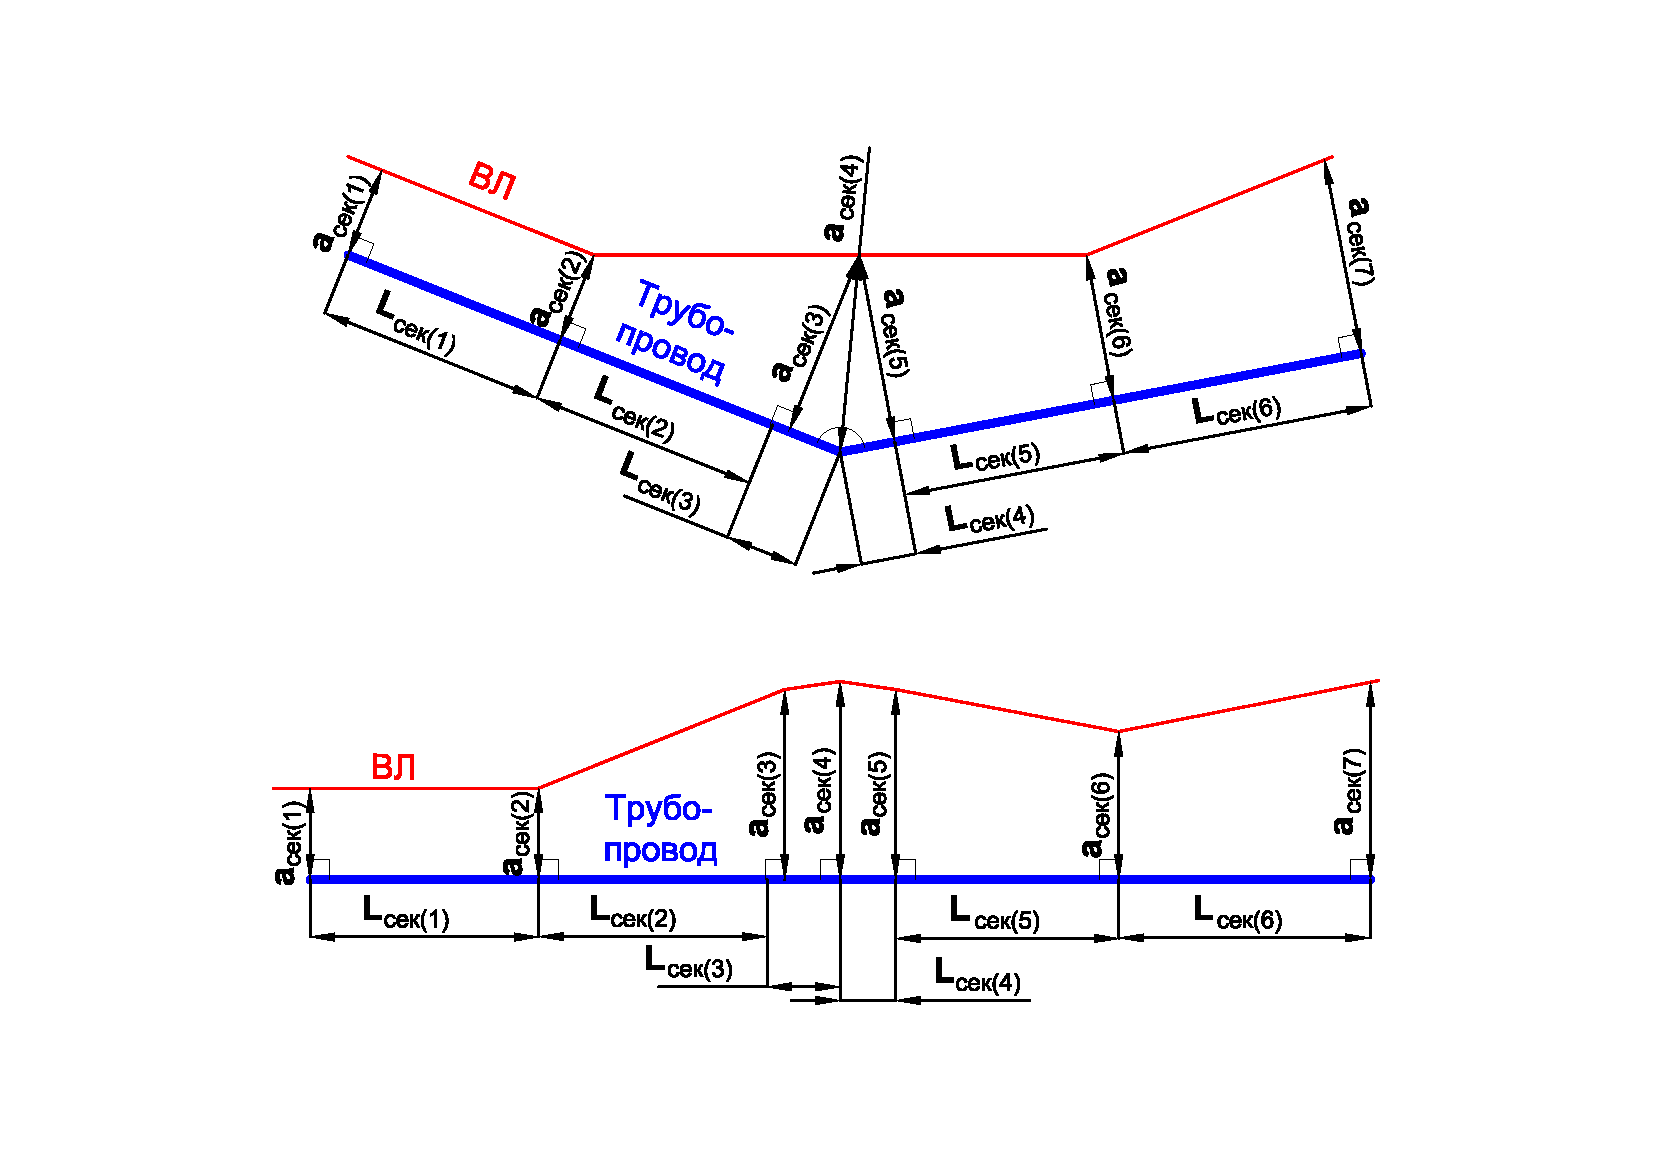 ВЛ
aсек(4)
aсек(1)
aсек(2)
Трубо-
провод
aсек(3)
aсек(5)
aсек(6)
aсек(7)
Lсек(1)
Lсек(2)
Lсек(3)
Lсек(4)
Lсек(5)
Lсек(6)
ВЛ
Трубо-
провод
aсек(1)
aсек(2)
aсек(3)
aсек(4)
aсек(5)
aсек(6)
aсек(7)
Lсек(1)
Lсек(2)
Lсек(5)
Lсек(6)
Lсек(3)
Lсек(4)